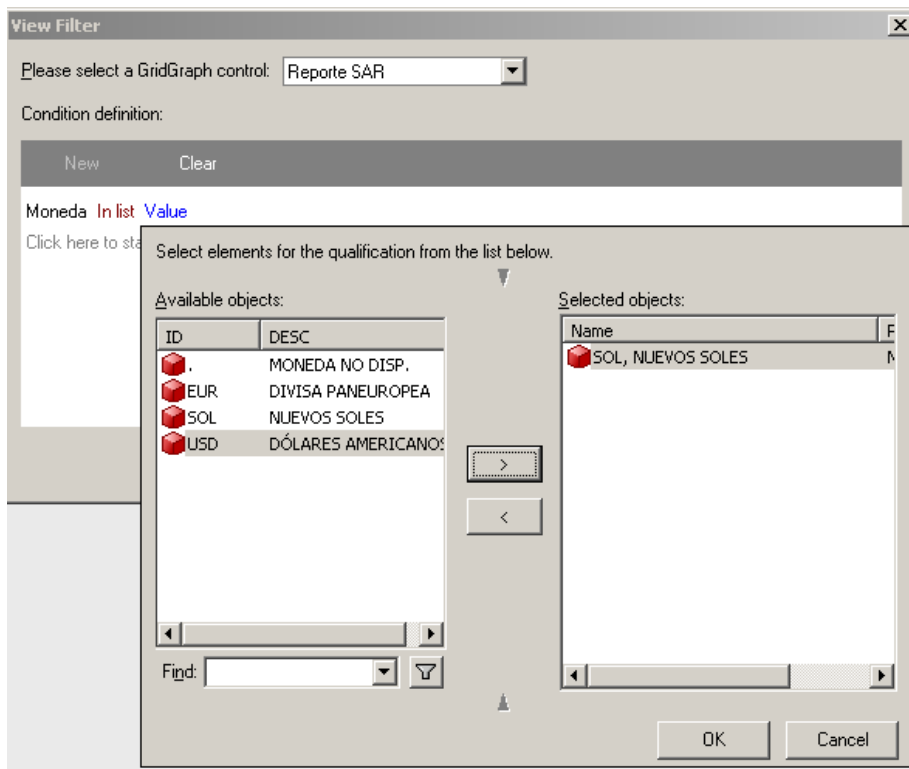 View Filter
Please select a GridGraph control: Reporte SAR
Condition definition:
New Clear
Moneda In list Value
Click here to sta
Select elements for the qualification from the list below.
Available objects:
ID DESC
. MONEDA NO DISP.
EUR DIVISA PANEUROPEA
SOL NUEVOS SOLES
USD DÓLARES AMERICANOS
>
<
Find:
Selected objects:
Name
SOL, NUEVOS SOLES
OK Cancel